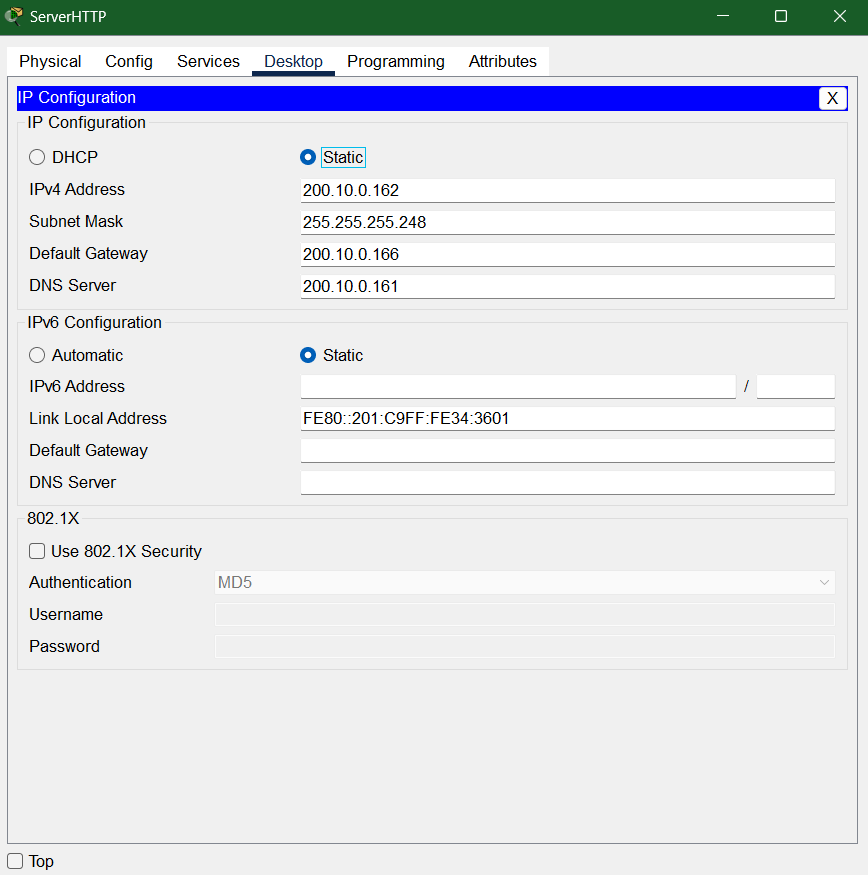 ServerHTTP
Physical Config Services Desktop Programming Attributes
IP Configuration X
IP Configuration
DHCP Static
IPv4 Address 200.10.0.162
Subnet Mask 255.255.255.248
Default Gateway 200.10.0.166
DNS Server 200.10.0.161
IPv6 Configuration
Automatic Static
IPv6 Address /
Link Local Address FE80::201:C9FF:FE34:3601
Default Gateway
DNS Server
802.1X
Use 802.1X Security
Authentication MD5
Username
Password
Top